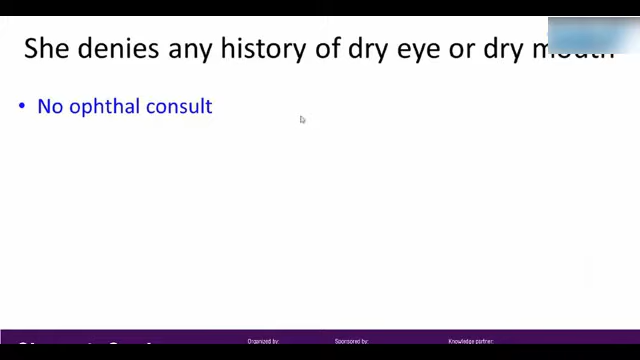 She denies any history of dry eye or dry mouth
• No ophthal consult
Organized by:
Sponsored by:
Knowledge partner: